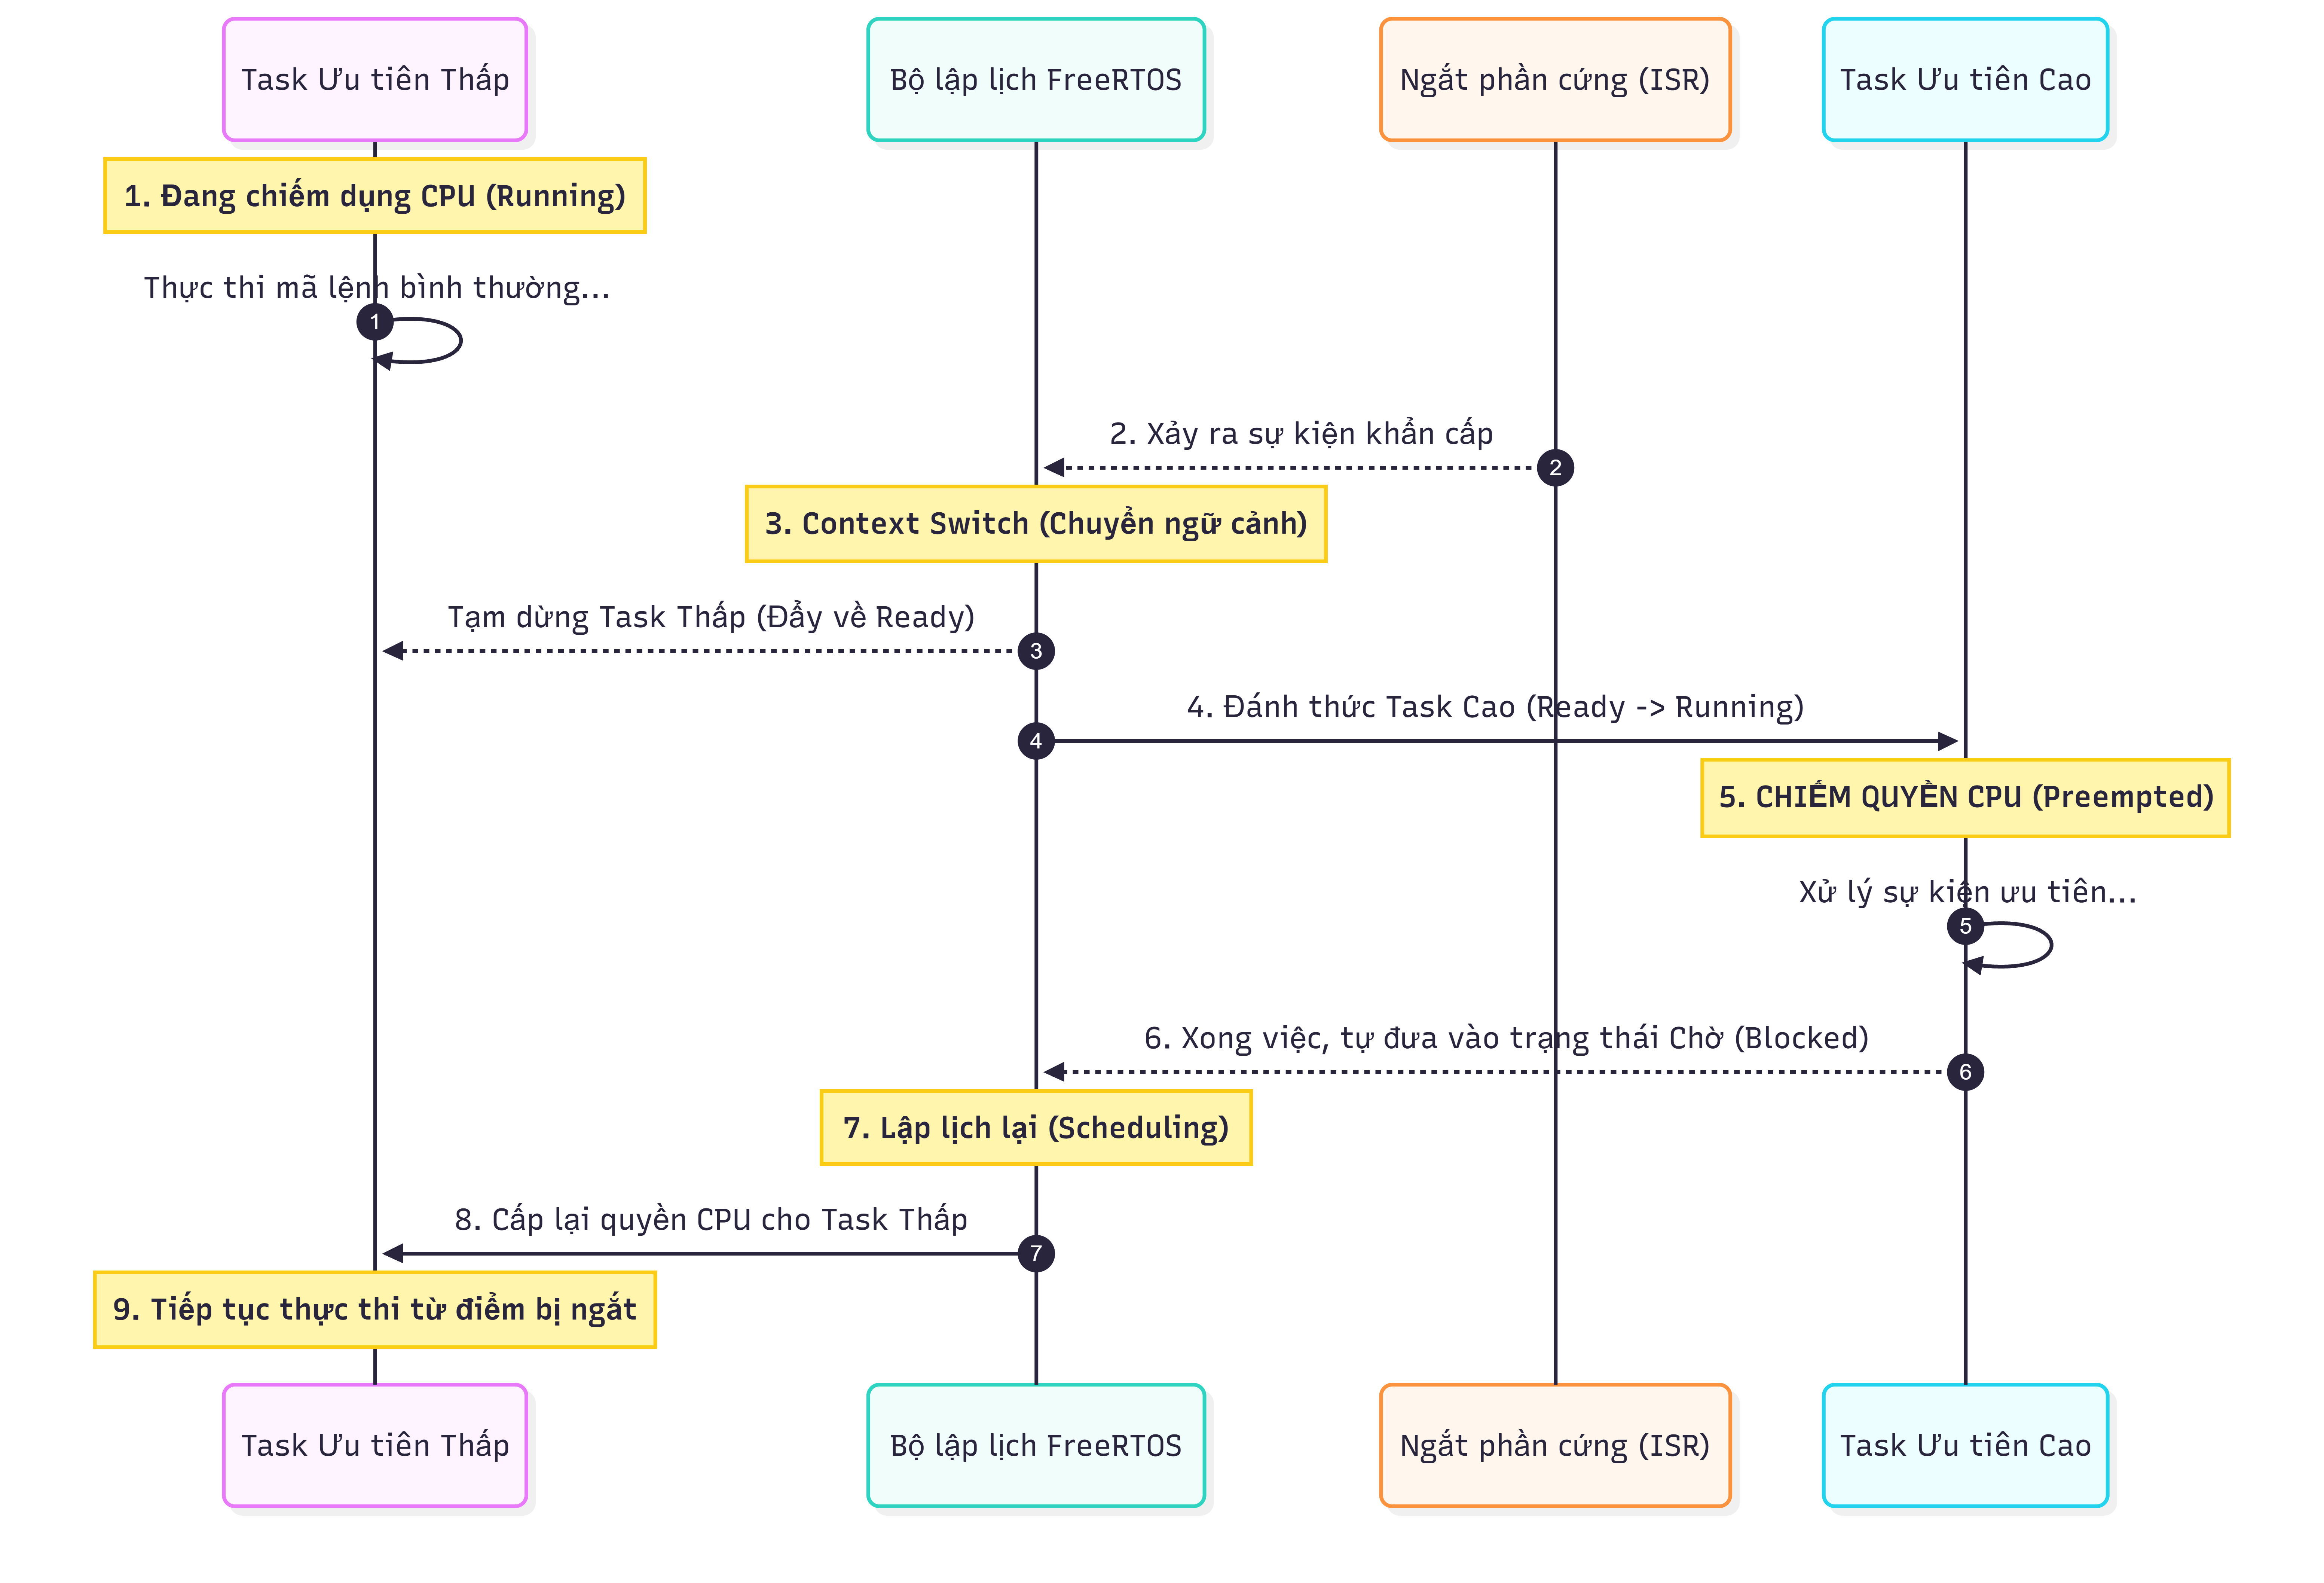 Task Ưu tiên Thấp
Bộ lập lịch FreeRTOS
Ngắt phần cứng (ISR)
Task Ưu tiên Cao
1. Đang chiếm dụng CPU (Running)
Thực thi mã lệnh bình thường...
1
2. Xảy ra sự kiện khẩn cấp
2
3. Context Switch (Chuyển ngữ cảnh)
Tạm dừng Task Thấp (Đẩy về Ready)
3
4. Đánh thức Task Cao (Ready -> Running)
4
5. CHIẾM QUYỀN CPU (Preempted)
Xử lý sự kiện ưu tiên...
5
6. Xong việc, tự đưa vào trạng thái Chờ (Blocked)
6
7. Lập lịch lại (Scheduling)
8. Cấp lại quyền CPU cho Task Thấp
7
9. Tiếp tục thực thi từ điểm bị ngắt
Task Ưu tiên Thấp
Bộ lập lịch FreeRTOS
Ngắt phần cứng (ISR)
Task Ưu tiên Cao